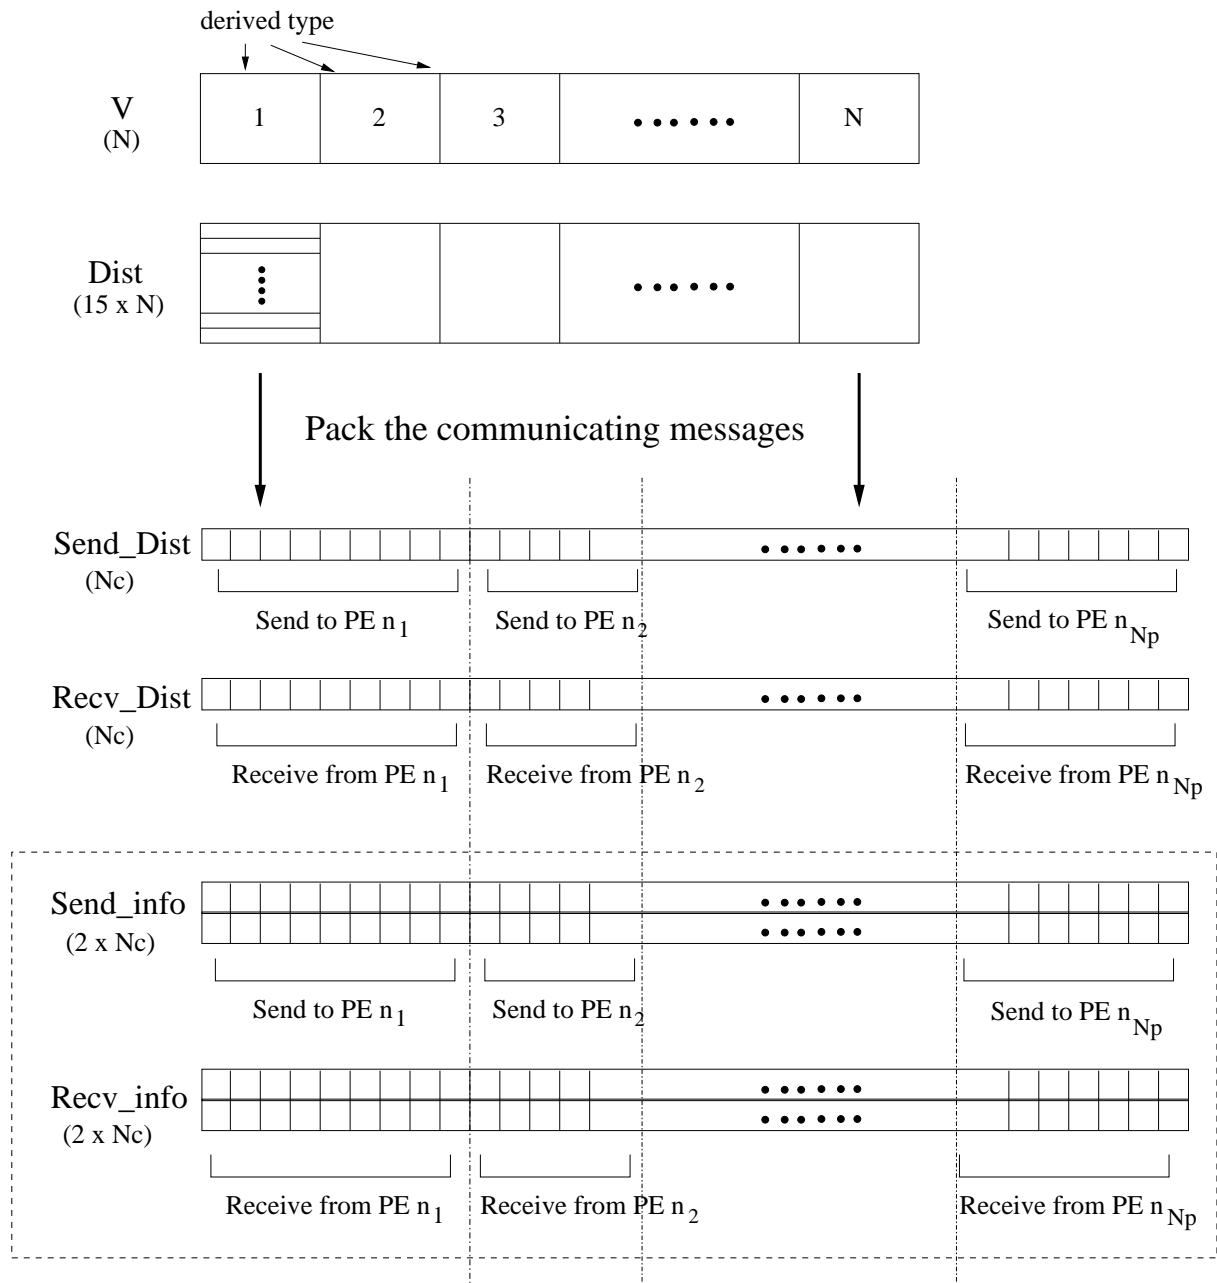 derived type
V
(N)
1 2 3 ...... N
Dist
(15 x N)
Pack the communicating messages
Send_Dist
(Nc)
Send to PE n1 Send to PE n2 Send to PE nNp
Recv_Dist
(Nc)
Receive from PE n1 Receive from PE n2 Receive from PE nNp
Send_info
(2 x Nc)
Send to PE n1 Send to PE n2 Send to PE nNp
Recv_info
(2 x Nc)
Receive from PE n1 Receive from PE n2 Receive from PE nNp